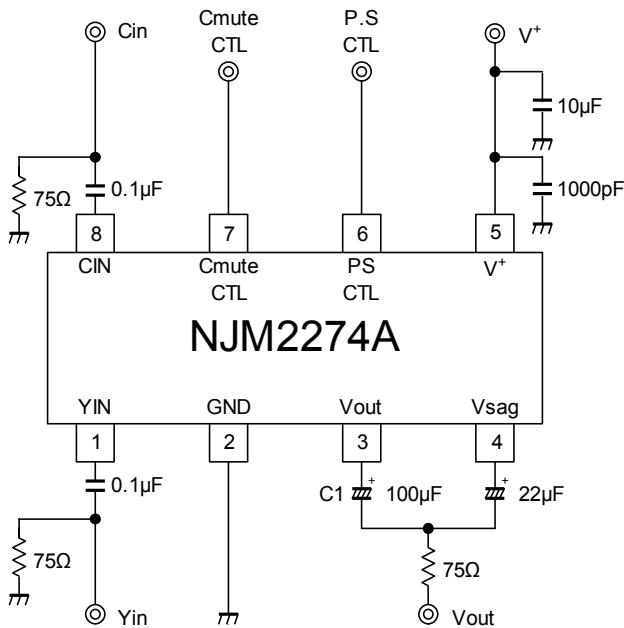 Cin
Cmute
CTL
P.S
CTL
V+
10µF
75Ω
0.1µF
1000pF
8
7
6
5
CIN
Cmute
CTL
PS
CTL
V+
NJM2274A
YIN
GND
Vout
Vsag
1
2
3
4
0.1µF
C1
+
100µF
+
22µF
75Ω
75Ω
Yin
Vout